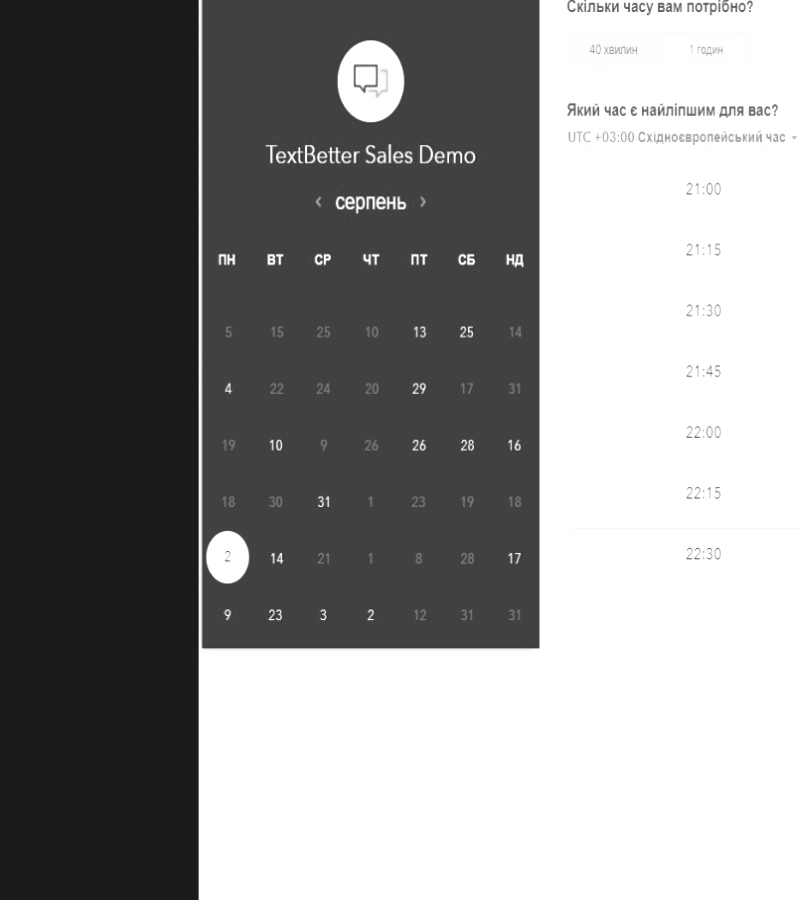 TextBetter Sales Demo
‹ серпень ›
ПН ВТ СР ЧТ ПТ СБ НД
5 15 25 10 13 25 14
4 22 24 20 29 17 31
19 10 9 26 26 28 16
18 30 31 1 23 19 18
2 14 21 1 8 28 17
9 23 3 2 12 31 31
Скільки часу вам потрібно?
40 хвилин 1 годин
Який час є найліпшим для вас?
UTC +03:00 Східноєвропейський час
21:00
21:15
21:30
21:45
22:00
22:15
22:30